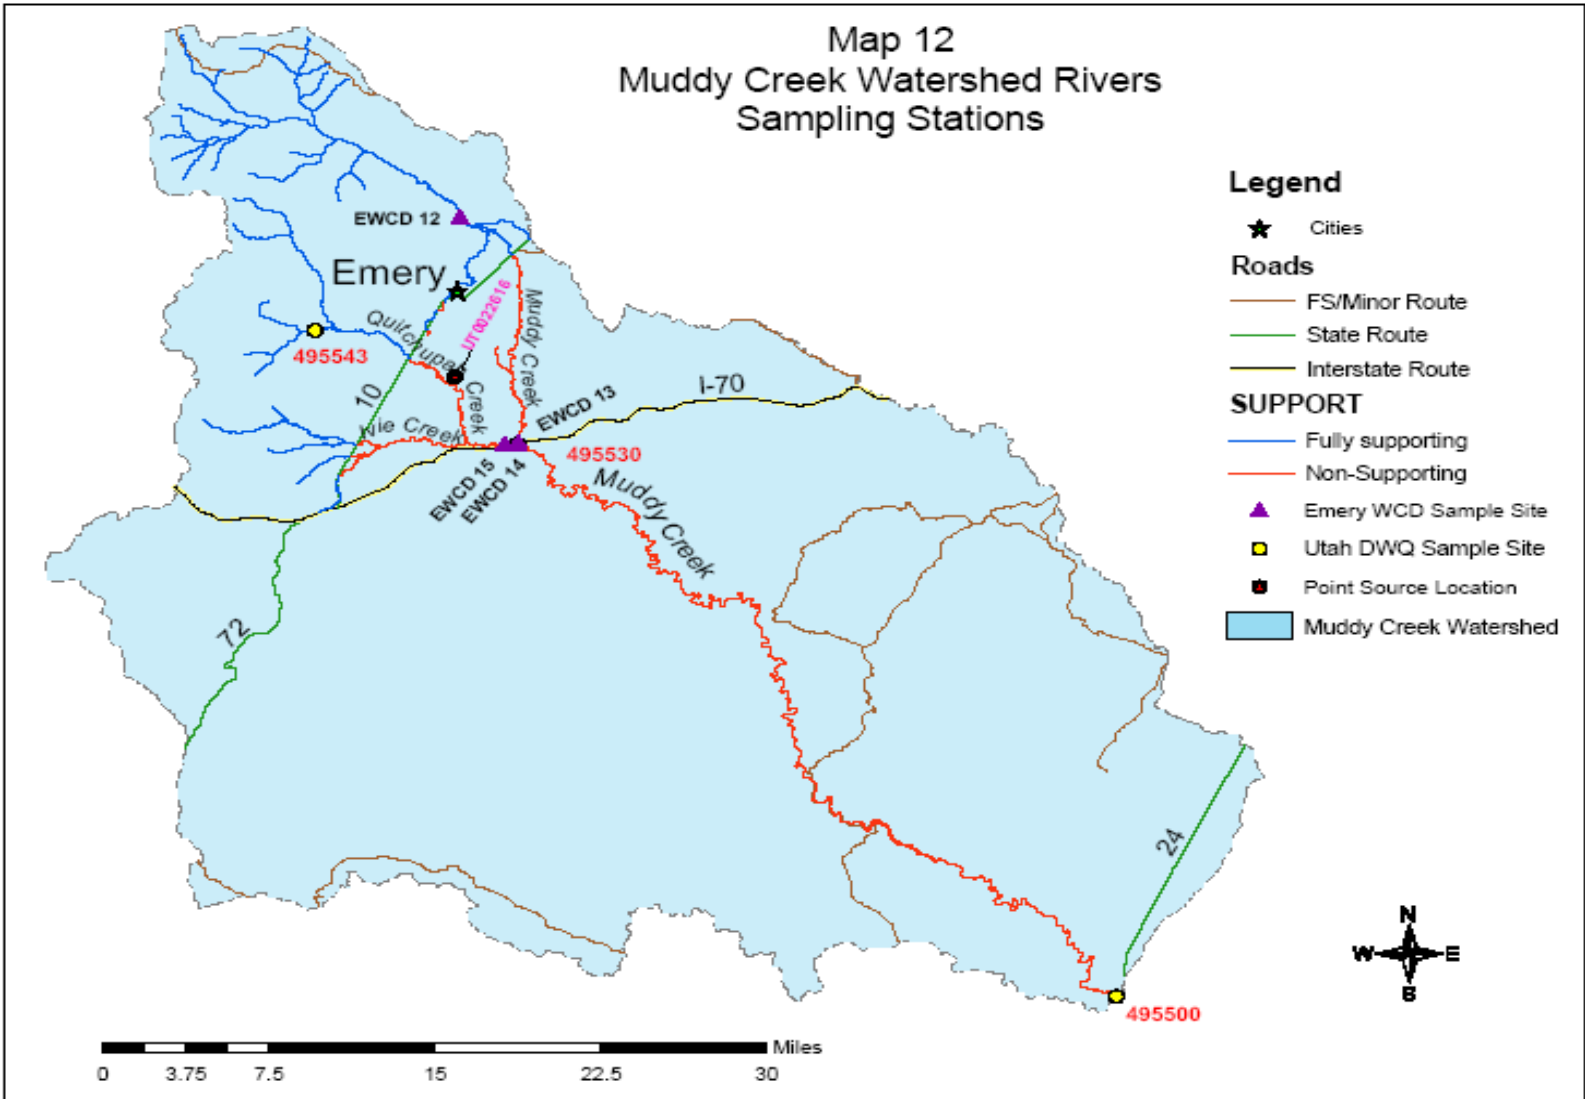 Map 12
Muddy Creek Watershed Rivers
Sampling Stations
Legend
Cities
Roads
FS/Minor Route
State Route
Interstate Route
SUPPORT
Fully supporting
Non-Supporting
Emery WCD Sample Site
Utah DWQ Sample Site
Point Source Location
Muddy Creek Watershed
EWCD 12
Emery
UT0022616
Muddy Creek
Quitchupah Creek
495543
10
I-70
EWCD 13
Ivie Creek
495530
EWCD 15
EWCD 14
Muddy Creek
72
24
495500
N
W E
S
Miles
0 3.75 7.5 15 22.5 30